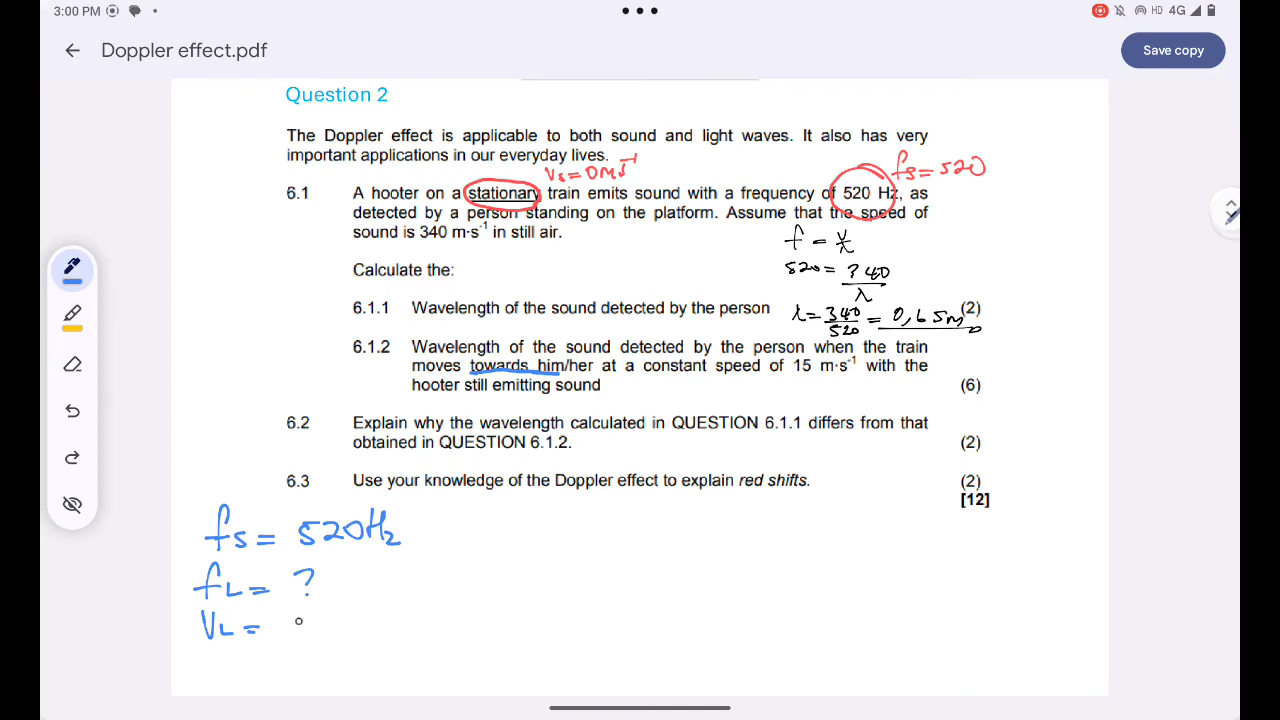 3:00 PM HD 4G
Doppler effect.pdf
Save copy
Question 2
The Doppler effect is applicable to both sound and light waves. It also has very
important applications in our everyday lives.
Vs = 0ms⁻¹
fs = 520
6.1 A hooter on a stationary train emits sound with a frequency of 520 Hz, as
detected by a person standing on the platform. Assume that the speed of
sound is 340 m·s⁻¹ in still air.
f = v/λ
Calculate the:
520 = 340/λ
6.1.1 Wavelength of the sound detected by the person (2)
λ = 340/520 = 0,65m
6.1.2 Wavelength of the sound detected by the person when the train
moves towards him/her at a constant speed of 15 m·s⁻¹ with the
hooter still emitting sound (6)
6.2 Explain why the wavelength calculated in QUESTION 6.1.1 differs from that
obtained in QUESTION 6.1.2. (2)
6.3 Use your knowledge of the Doppler effect to explain red shifts. (2)
[12]
fs = 520Hz
fL = ?
VL =